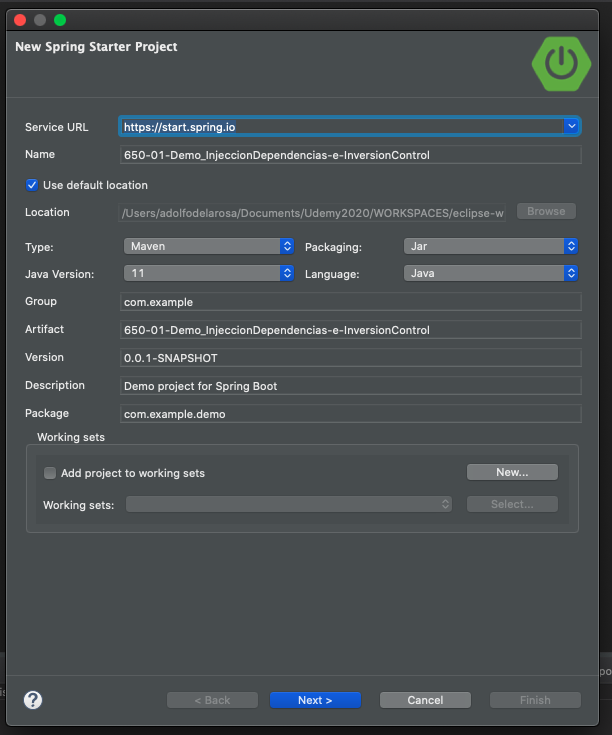 New Spring Starter Project
Service URL https://start.spring.io
Name 650-01-Demo_InjeccionDependencias-e-InversionControl
Use default location
Location /Users/adolfodelarosa/Documents/Udemy2020/WORKSPACES/eclipse-w Browse
Type: Maven Packaging: Jar
Java Version: 11 Language: Java
Group com.example
Artifact 650-01-Demo_InjeccionDependencias-e-InversionControl
Version 0.0.1-SNAPSHOT
Description Demo project for Spring Boot
Package com.example.demo
Working sets
Add project to working sets New...
Working sets: Select...
? < Back Next > Cancel Finish